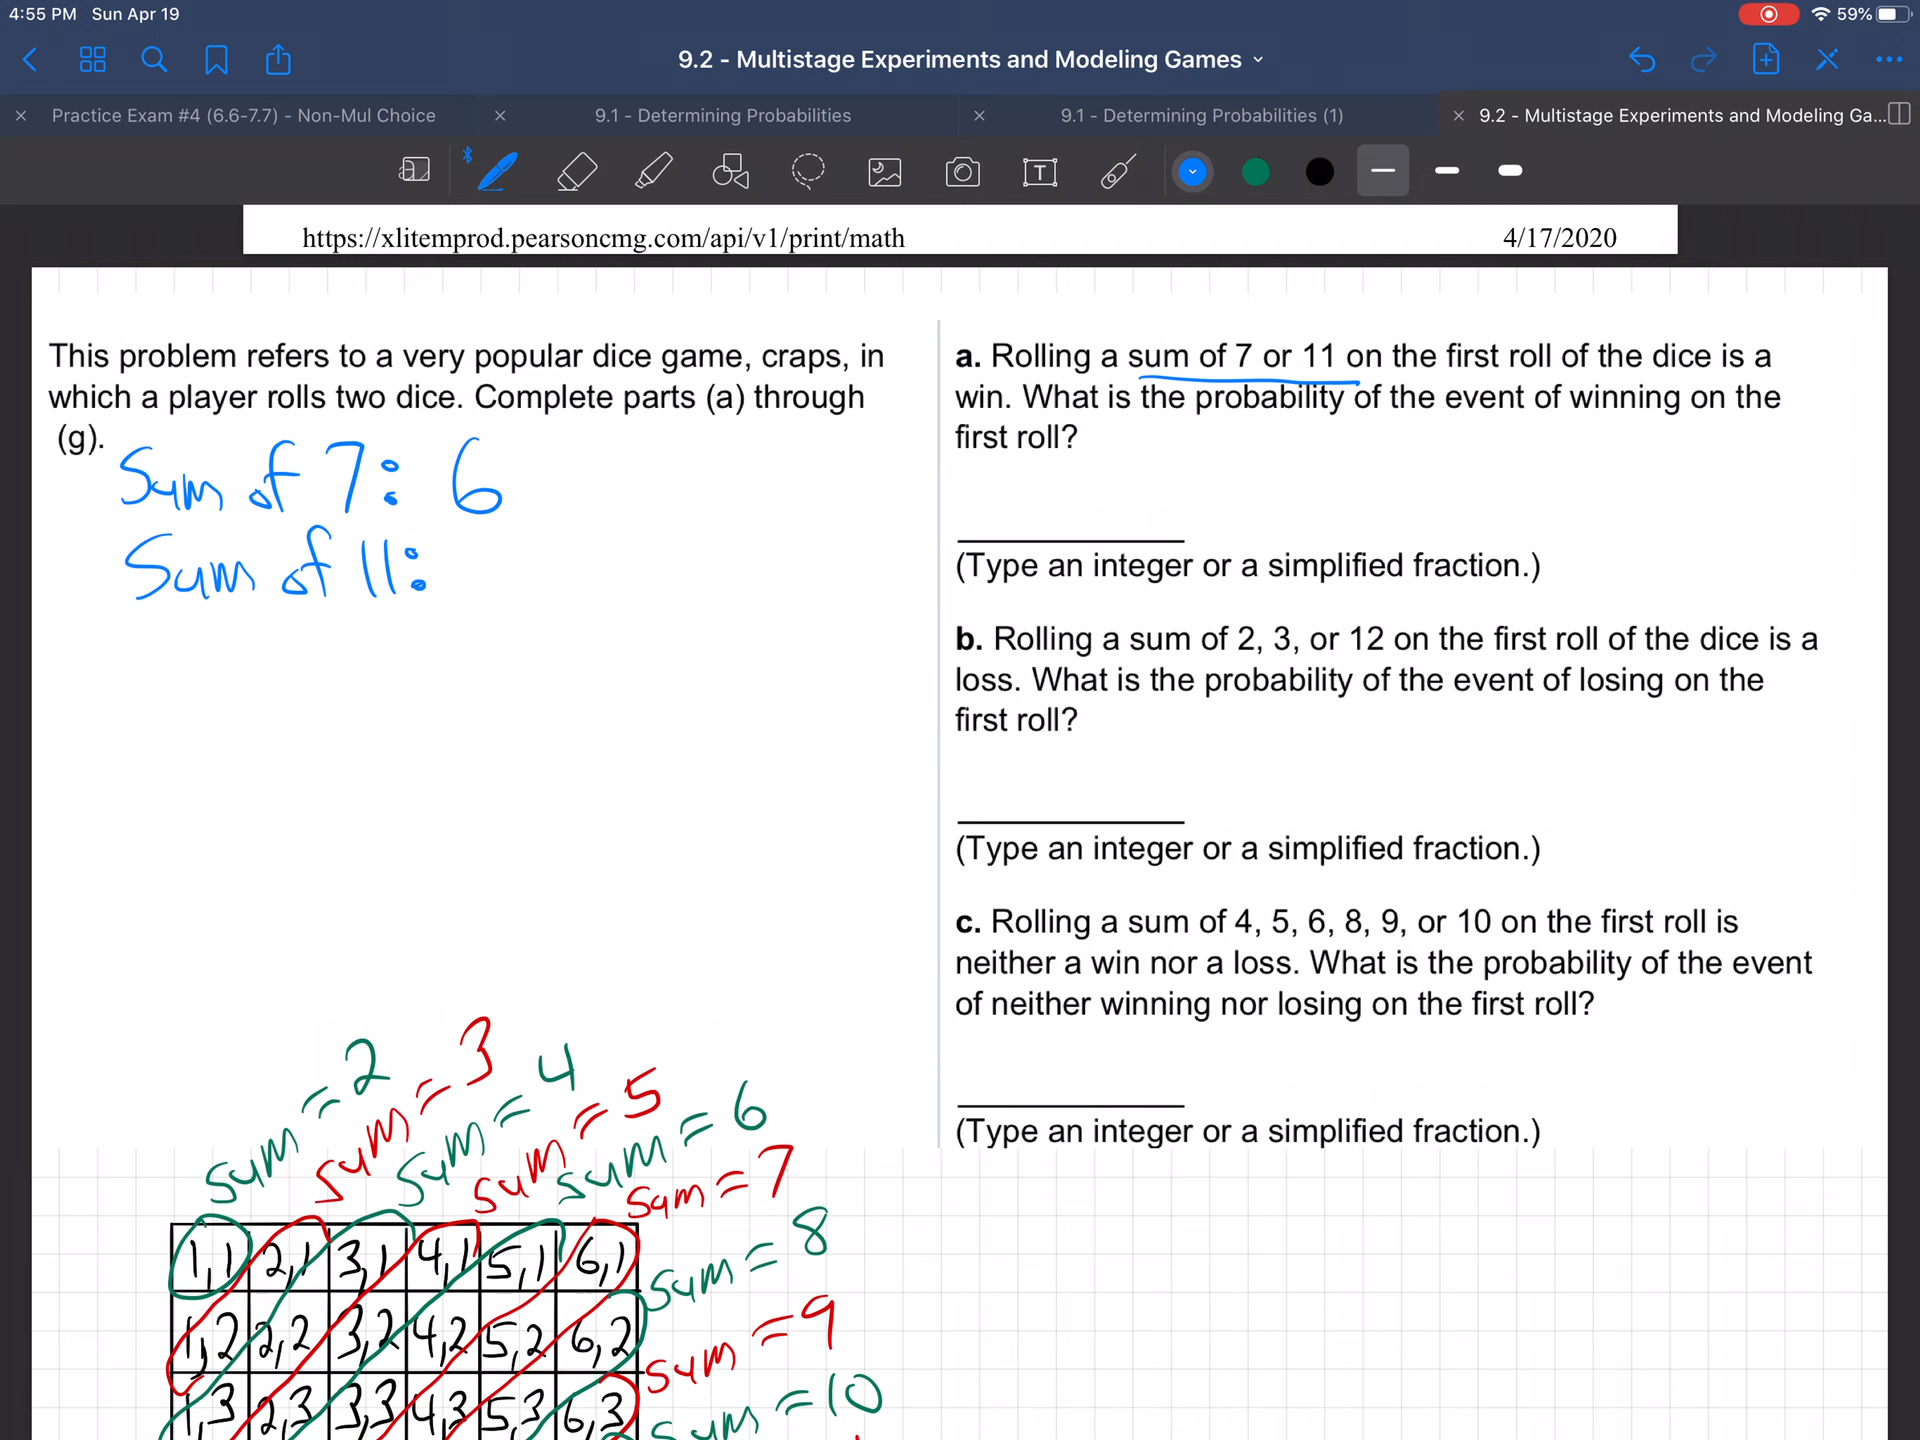 4:55 PM Sun Apr 19
59%
9.2 - Multistage Experiments and Modeling Games
Practice Exam #4 (6.6-7.7) - Non-Mul Choice
9.1 - Determining Probabilities
9.1 - Determining Probabilities (1)
9.2 - Multistage Experiments and Modeling Ga...
T
https://xlitemprod.pearsoncmg.com/api/v1/print/math
4/17/2020
This problem refers to a very popular dice game, craps, in
which a player rolls two dice. Complete parts (a) through
(g).
Sum of 7: 6
Sum of 11:
a. Rolling a sum of 7 or 11 on the first roll of the dice is a
win. What is the probability of the event of winning on the
first roll?
(Type an integer or a simplified fraction.)
b. Rolling a sum of 2, 3, or 12 on the first roll of the dice is a
loss. What is the probability of the event of losing on the
first roll?
(Type an integer or a simplified fraction.)
c. Rolling a sum of 4, 5, 6, 8, 9, or 10 on the first roll is
neither a win nor a loss. What is the probability of the event
of neither winning nor losing on the first roll?
(Type an integer or a simplified fraction.)
sum = 2
sum = 3
sum = 4
sum = 5
sum = 6
sum = 7
sum = 8
sum = 9
sum = 10
1,1 2,1 3,1 4,1 5,1 6,1
1,2 2,2 3,2 4,2 5,2 6,2
1,3 2,3 3,3 4,3 5,3 6,3